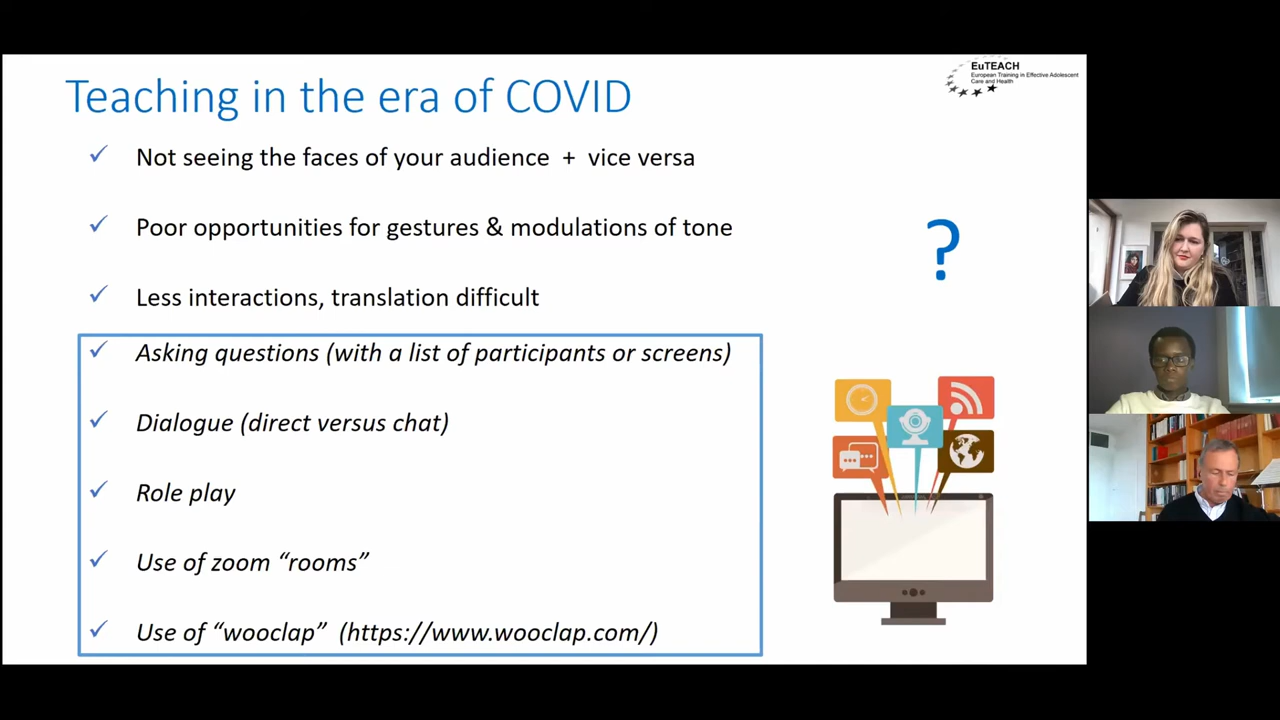 EuTEACH
European Training in Effective Adolescent
Care and Health
Teaching in the era of COVID
Not seeing the faces of your audience + vice versa
Poor opportunities for gestures & modulations of tone
?
Less interactions, translation difficult
Asking questions (with a list of participants or screens)
Dialogue (direct versus chat)
Role play
Use of zoom “rooms”
Use of “wooclap” (https://www.wooclap.com/)